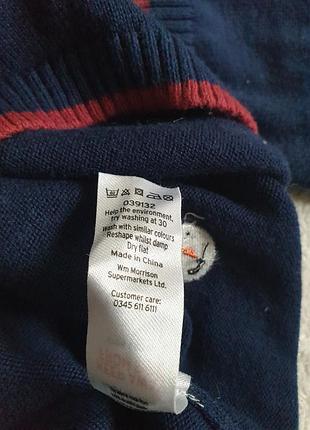 039132
Help the environment,
try washing at 30
Wash with similar colours
Reshape whilst damp
Dry flat
Made in China
Wm Morrison
Supermarkets Ltd.
Customer care:
0345 611 6111